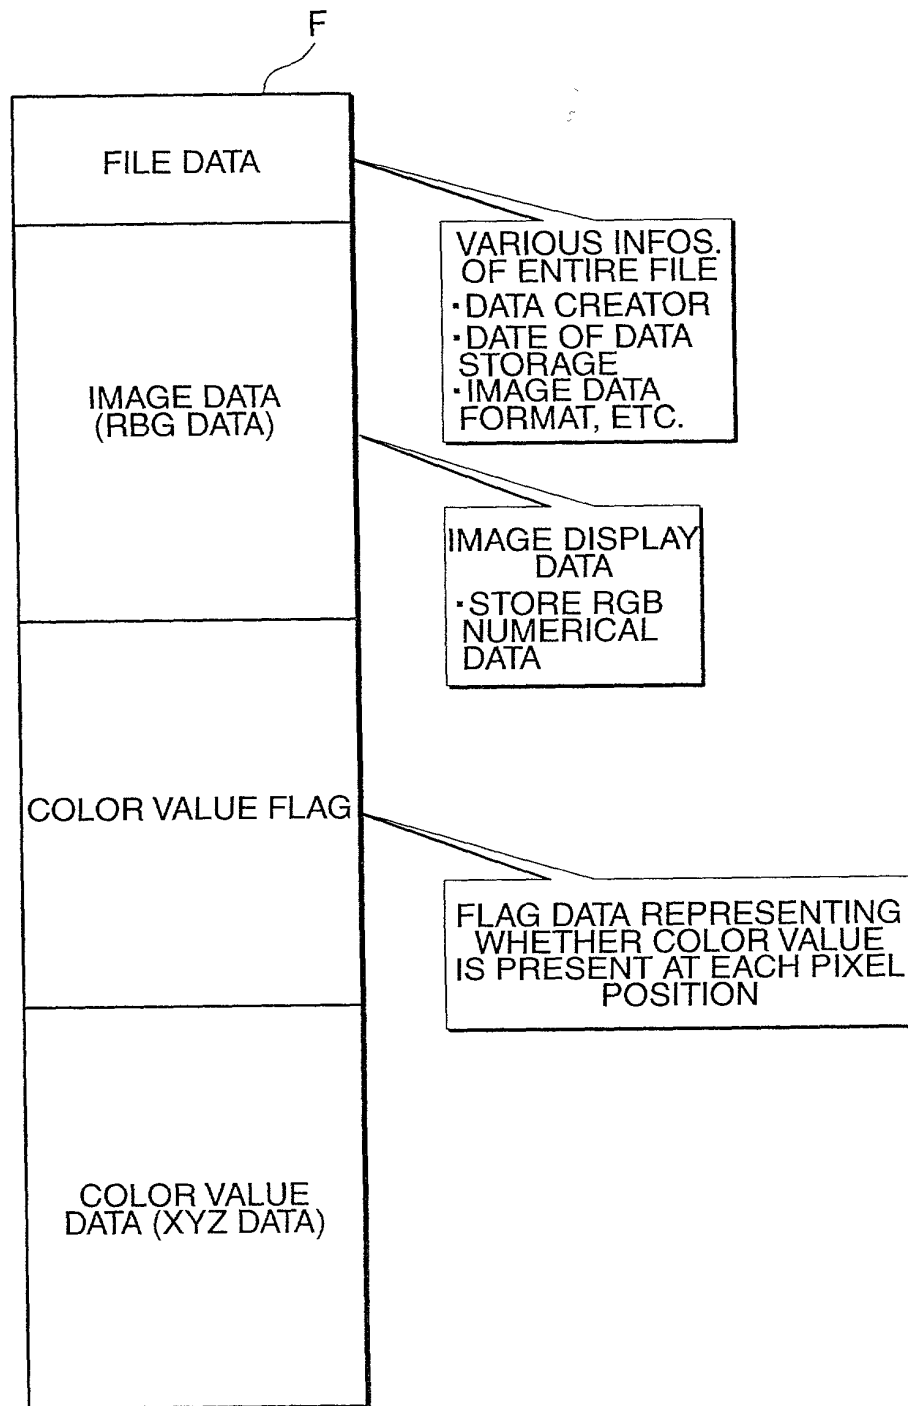 F
FILE DATA
VARIOUS INFOS.
OF ENTIRE FILE
·DATA CREATOR
·DATE OF DATA
STORAGE
·IMAGE DATA
FORMAT, ETC.
IMAGE DATA
(RBG DATA)
IMAGE DISPLAY
DATA
·STORE RGB
NUMERICAL
DATA
COLOR VALUE FLAG
FLAG DATA REPRESENTING
WHETHER COLOR VALUE
IS PRESENT AT EACH PIXEL
POSITION
COLOR VALUE
DATA (XYZ DATA)